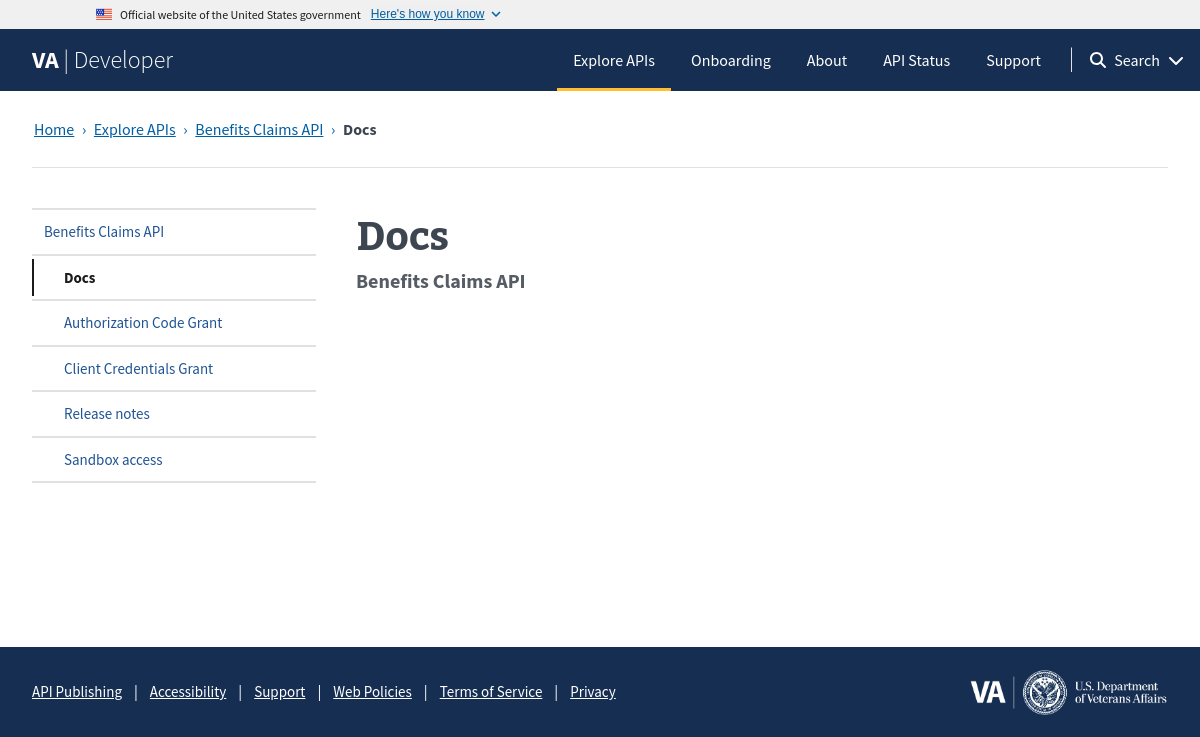 Official website of the United States government Here's how you know
VA | Developer
Explore APIs Onboarding About API Status Support Search
Home › Explore APIs › Benefits Claims API › Docs
Benefits Claims API
Docs
Authorization Code Grant
Client Credentials Grant
Release notes
Sandbox access
Docs
Benefits Claims API
API Publishing | Accessibility | Support | Web Policies | Terms of Service | Privacy
VA
U.S. Department
of Veterans Affairs